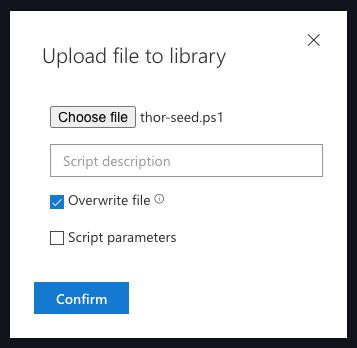 Upload file to library
Choose file thor-seed.ps1
Script description
Overwrite file
Script parameters
Confirm